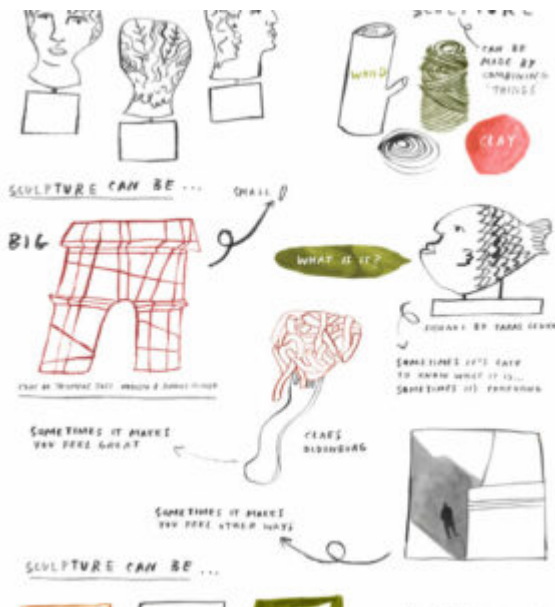 SCULPTURE
CAN BE
MADE BY
COMBINING
THINGS
WOOD
CLAY
SCULPTURE CAN BE ...
SMALL
BIG
WHAT IS IT?
SOMETIMES IT'S SAFE
TO KNOW WHAT IT IS...
SOMETIMES IT'S
SOMETIMES IT MAKES
YOU FEEL GREAT
CLAES
OLDENBURG
SOMETIMES IT MAKES
YOU FEEL OTHER WAYS
SCULPTURE CAN BE ...